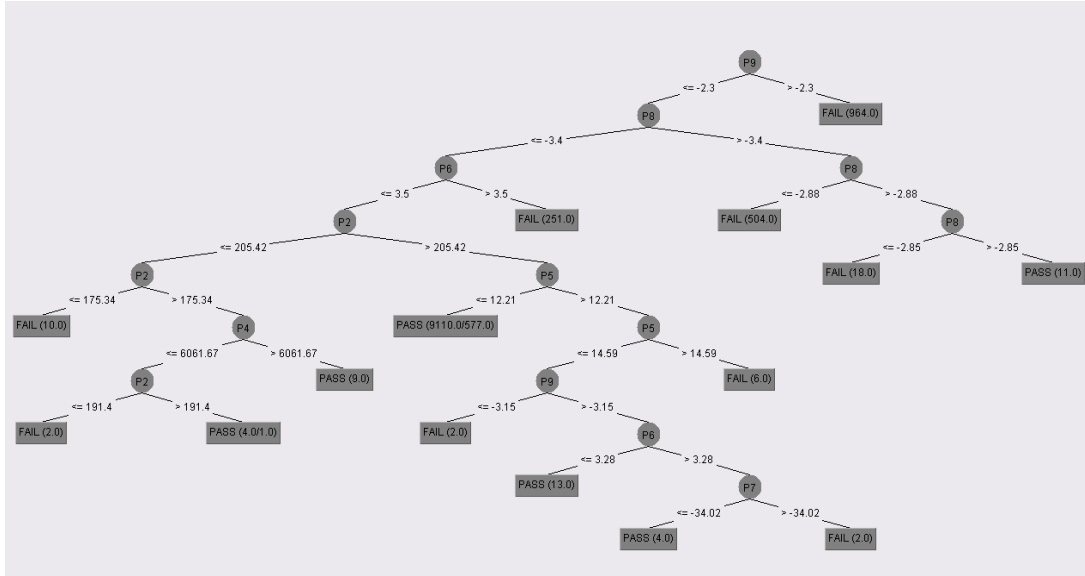 P9
<= -2.3 > -2.3
P8 FAIL (964.0)
<= -3.4 > -3.4
P6 P8
<= 3.5 > 3.5 <= -2.88 > -2.88
P2 FAIL (251.0) FAIL (504.0) P8
<= 205.42 > 205.42 <= -2.85 > -2.85
P2 P5 FAIL (18.0) PASS (11.0)
<= 175.34 > 175.34 <= 12.21 > 12.21
FAIL (10.0) P4 PASS (9110.0/577.0) P5
<= 6061.67 > 6061.67 <= 14.59 > 14.59
P2 PASS (9.0) P9 FAIL (6.0)
<= 191.4 > 191.4 <= -3.15 > -3.15
FAIL (2.0) PASS (4.0/1.0) FAIL (2.0) P6
<= 3.28 > 3.28
PASS (13.0) P7
<= -34.02 > -34.02
PASS (4.0) FAIL (2.0)